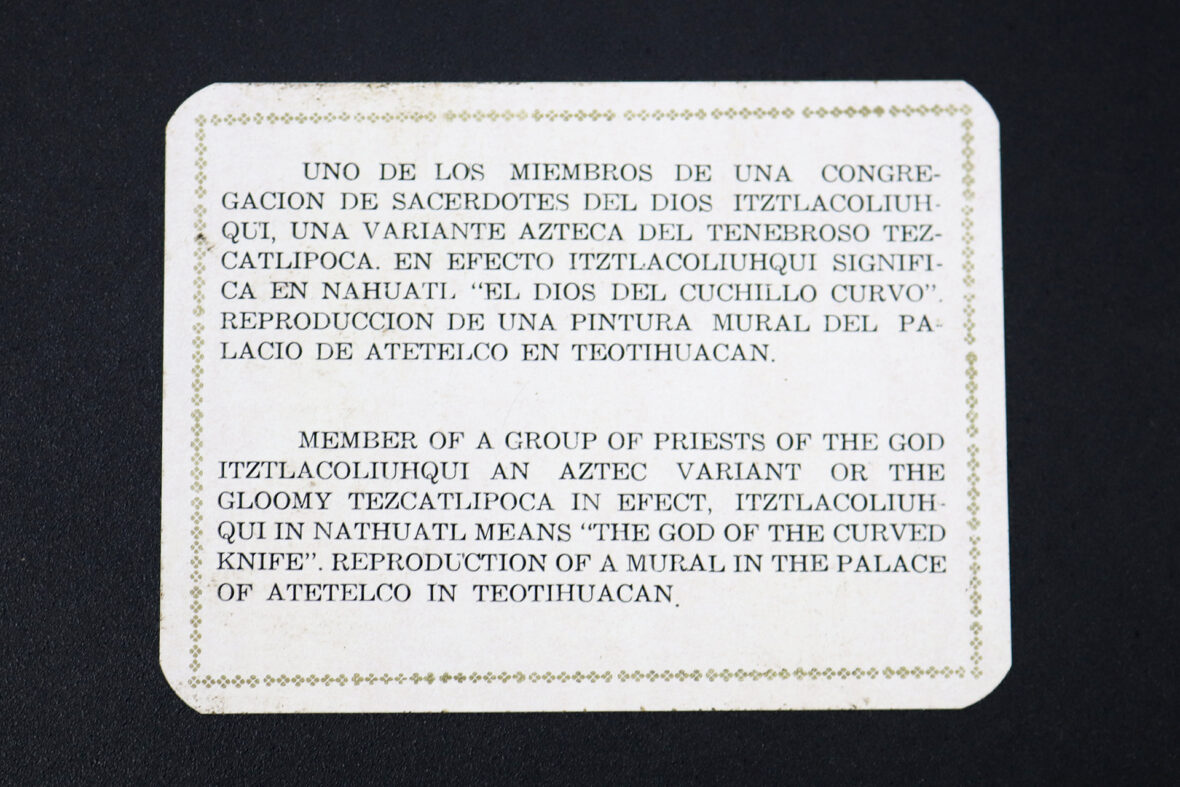 UNO DE LOS MIEMBROS DE UNA CONGRE-
GACION DE SACERDOTES DEL DIOS ITZTLACOLIUH-
QUI, UNA VARIANTE AZTECA DEL TENEBROSO TEZ-
CATLIPOCA. EN EFECTO ITZTLACOLIUHQUI SIGNIFI-
CA EN NAHUATL “EL DIOS DEL CUCHILLO CURVO”.
REPRODUCCION DE UNA PINTURA MURAL DEL PA-
LACIO DE ATETELCO EN TEOTIHUACAN.
MEMBER OF A GROUP OF PRIESTS OF THE GOD
ITZTLACOLIUHQUI AN AZTEC VARIANT OR THE
GLOOMY TEZCATLIPOCA IN EFECT, ITZTLACOLIUH-
QUI IN NATHUATL MEANS “THE GOD OF THE CURVED
KNIFE”. REPRODUCTION OF A MURAL IN THE PALACE
OF ATETELCO IN TEOTIHUACAN.